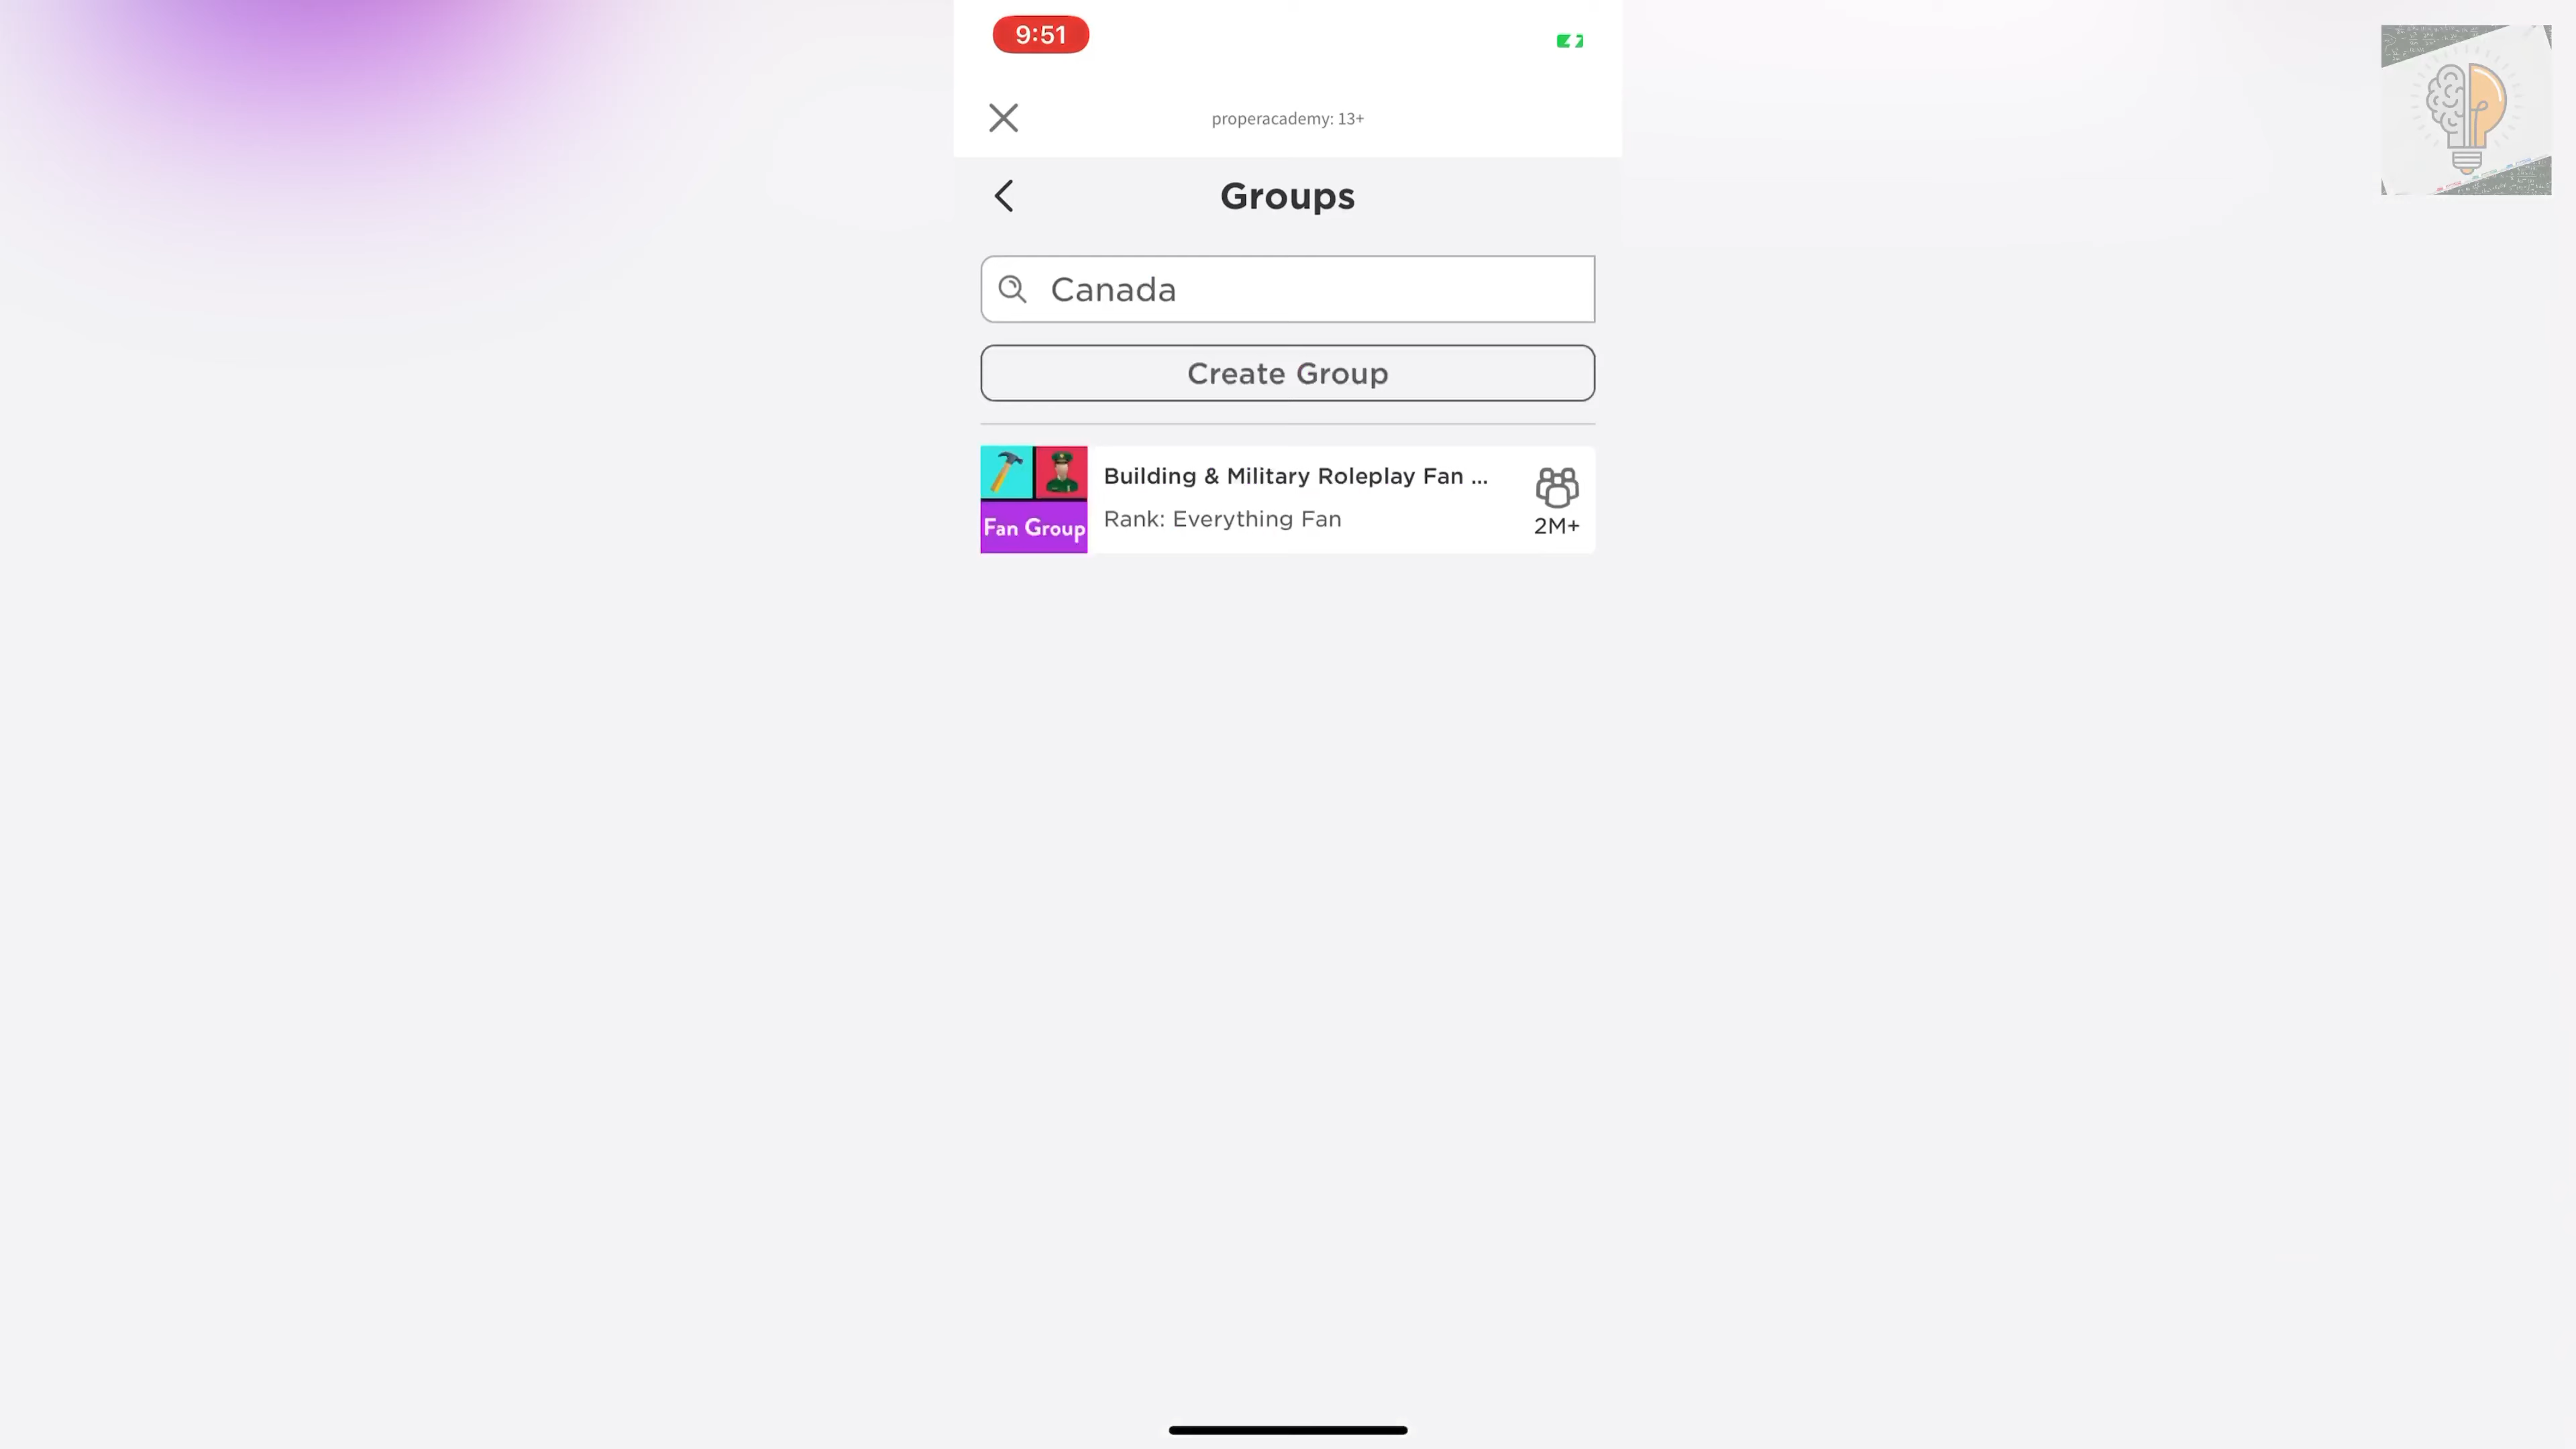 9:51
properacademy: 13+
Groups
Canada
Create Group
Fan Group
Building & Military Roleplay Fan ...
Rank: Everything Fan
2M+